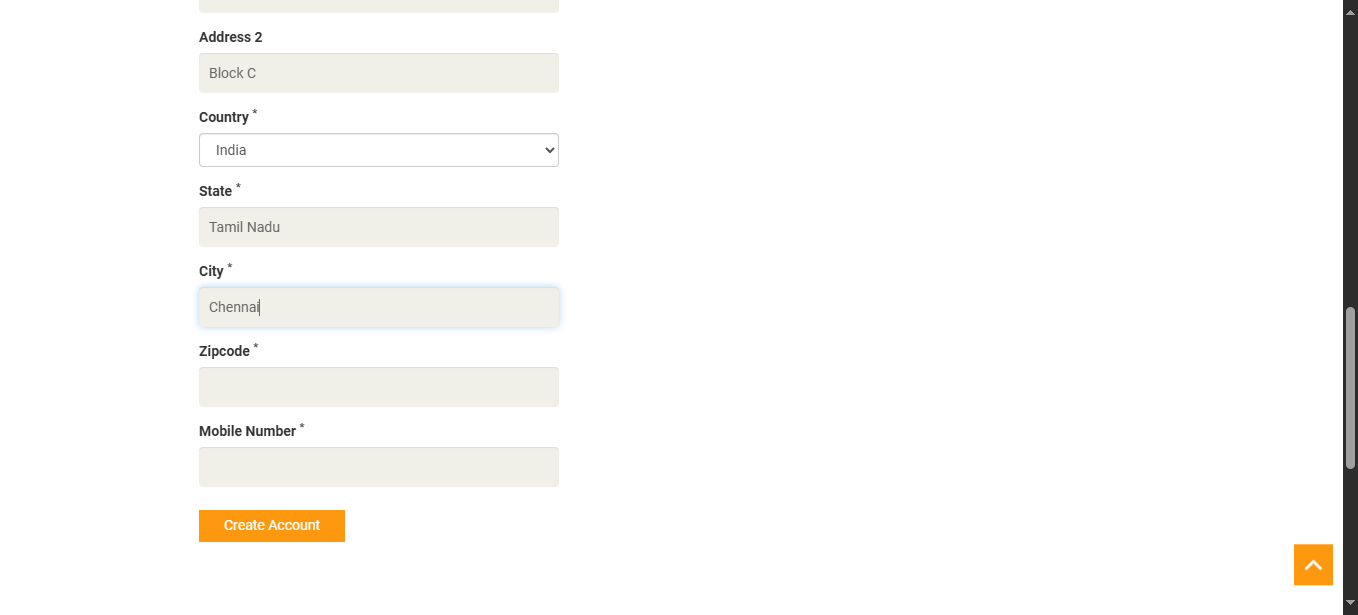 Address 2
Block C
Country *
India
State *
Tamil Nadu
City *
Chennai
Zipcode *
Mobile Number *
Create Account